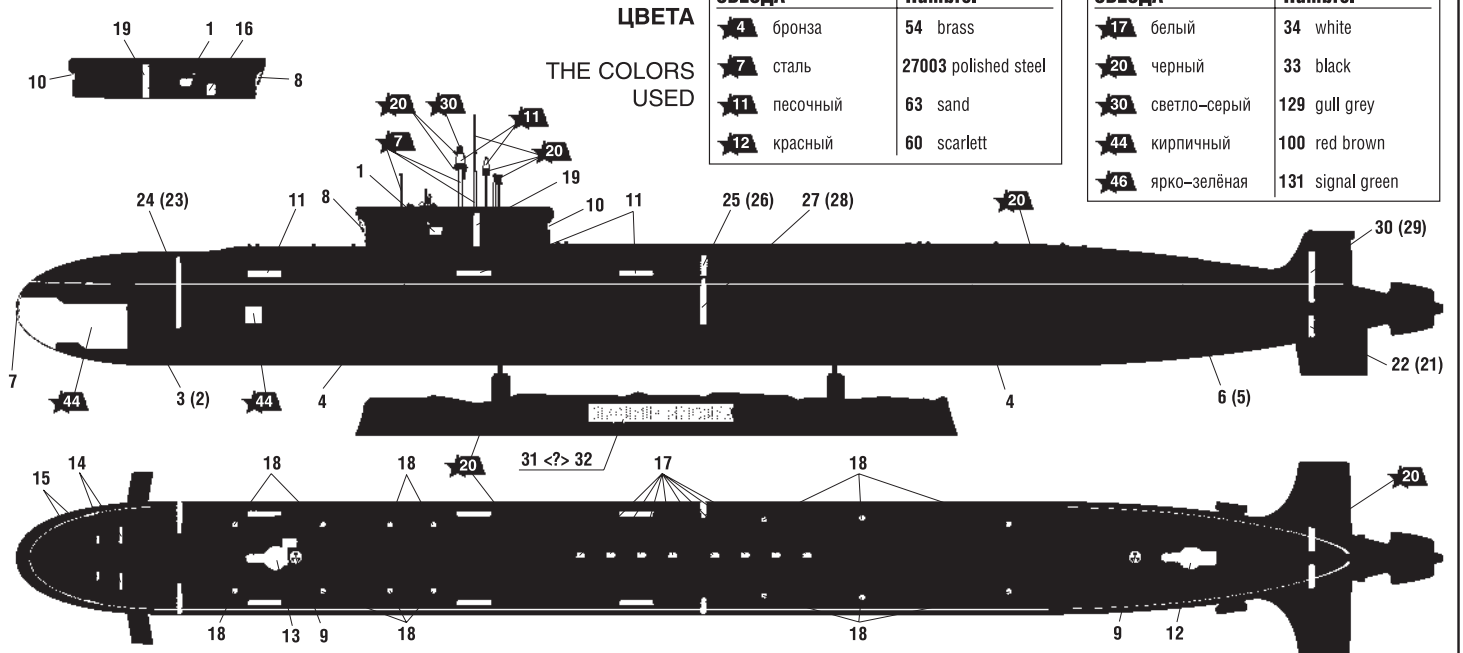 ЦВЕТА
THE COLORS
USED
4 бронза 54 brass
7 сталь 27003 polished steel
11 песочный 63 sand
12 красный 60 scarlett
17 белый 34 white
20 черный 33 black
30 светло-серый 129 gull grey
44 кирпичный 100 red brown
46 ярко-зелёная 131 signal green
19 1 16
10 8
20 30 11
7 20
1 19
8 10
24 (23) 11 11 25 (26) 27 (28) 20
30 (29)
7
44 3 (2) 44 4 4 6 (5) 22 (21)
20 31 <?> 32
15 14 18 18 17 18 20
18 13 9 18 18 9 12